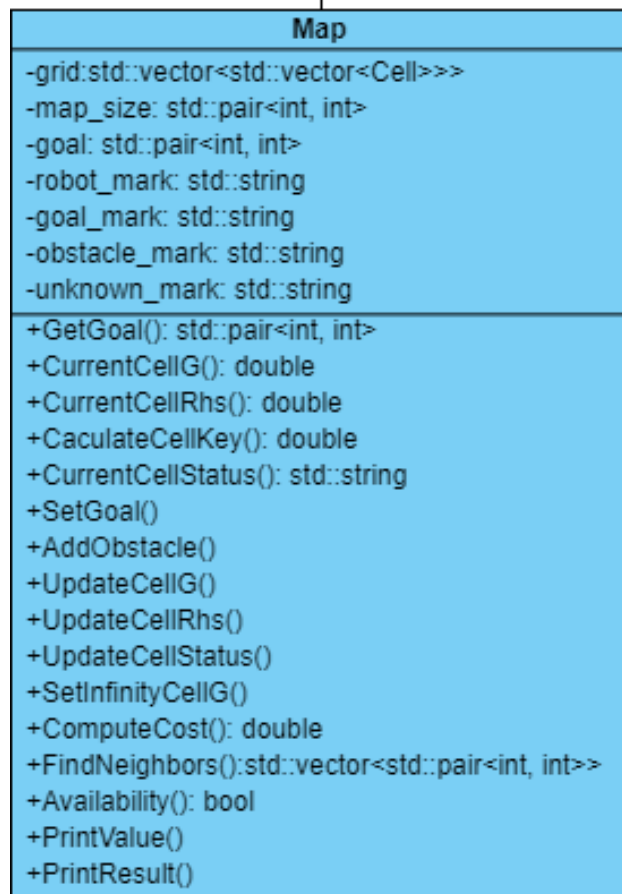 Map
-grid:std::vector<std::vector<Cell>>>
-map_size: std::pair<int, int>
-goal: std::pair<int, int>
-robot_mark: std::string
-goal_mark: std::string
-obstacle_mark: std::string
-unknown_mark: std::string
+GetGoal(): std::pair<int, int>
+CurrentCellG(): double
+CurrentCellRhs(): double
+CaculateCellKey(): double
+CurrentCellStatus(): std::string
+SetGoal()
+AddObstacle()
+UpdateCellG()
+UpdateCellRhs()
+UpdateCellStatus()
+SetInfinityCellG()
+ComputeCost(): double
+FindNeighbors():std::vector<std::pair<int, int>>
+Availability(): bool
+PrintValue()
+PrintResult()